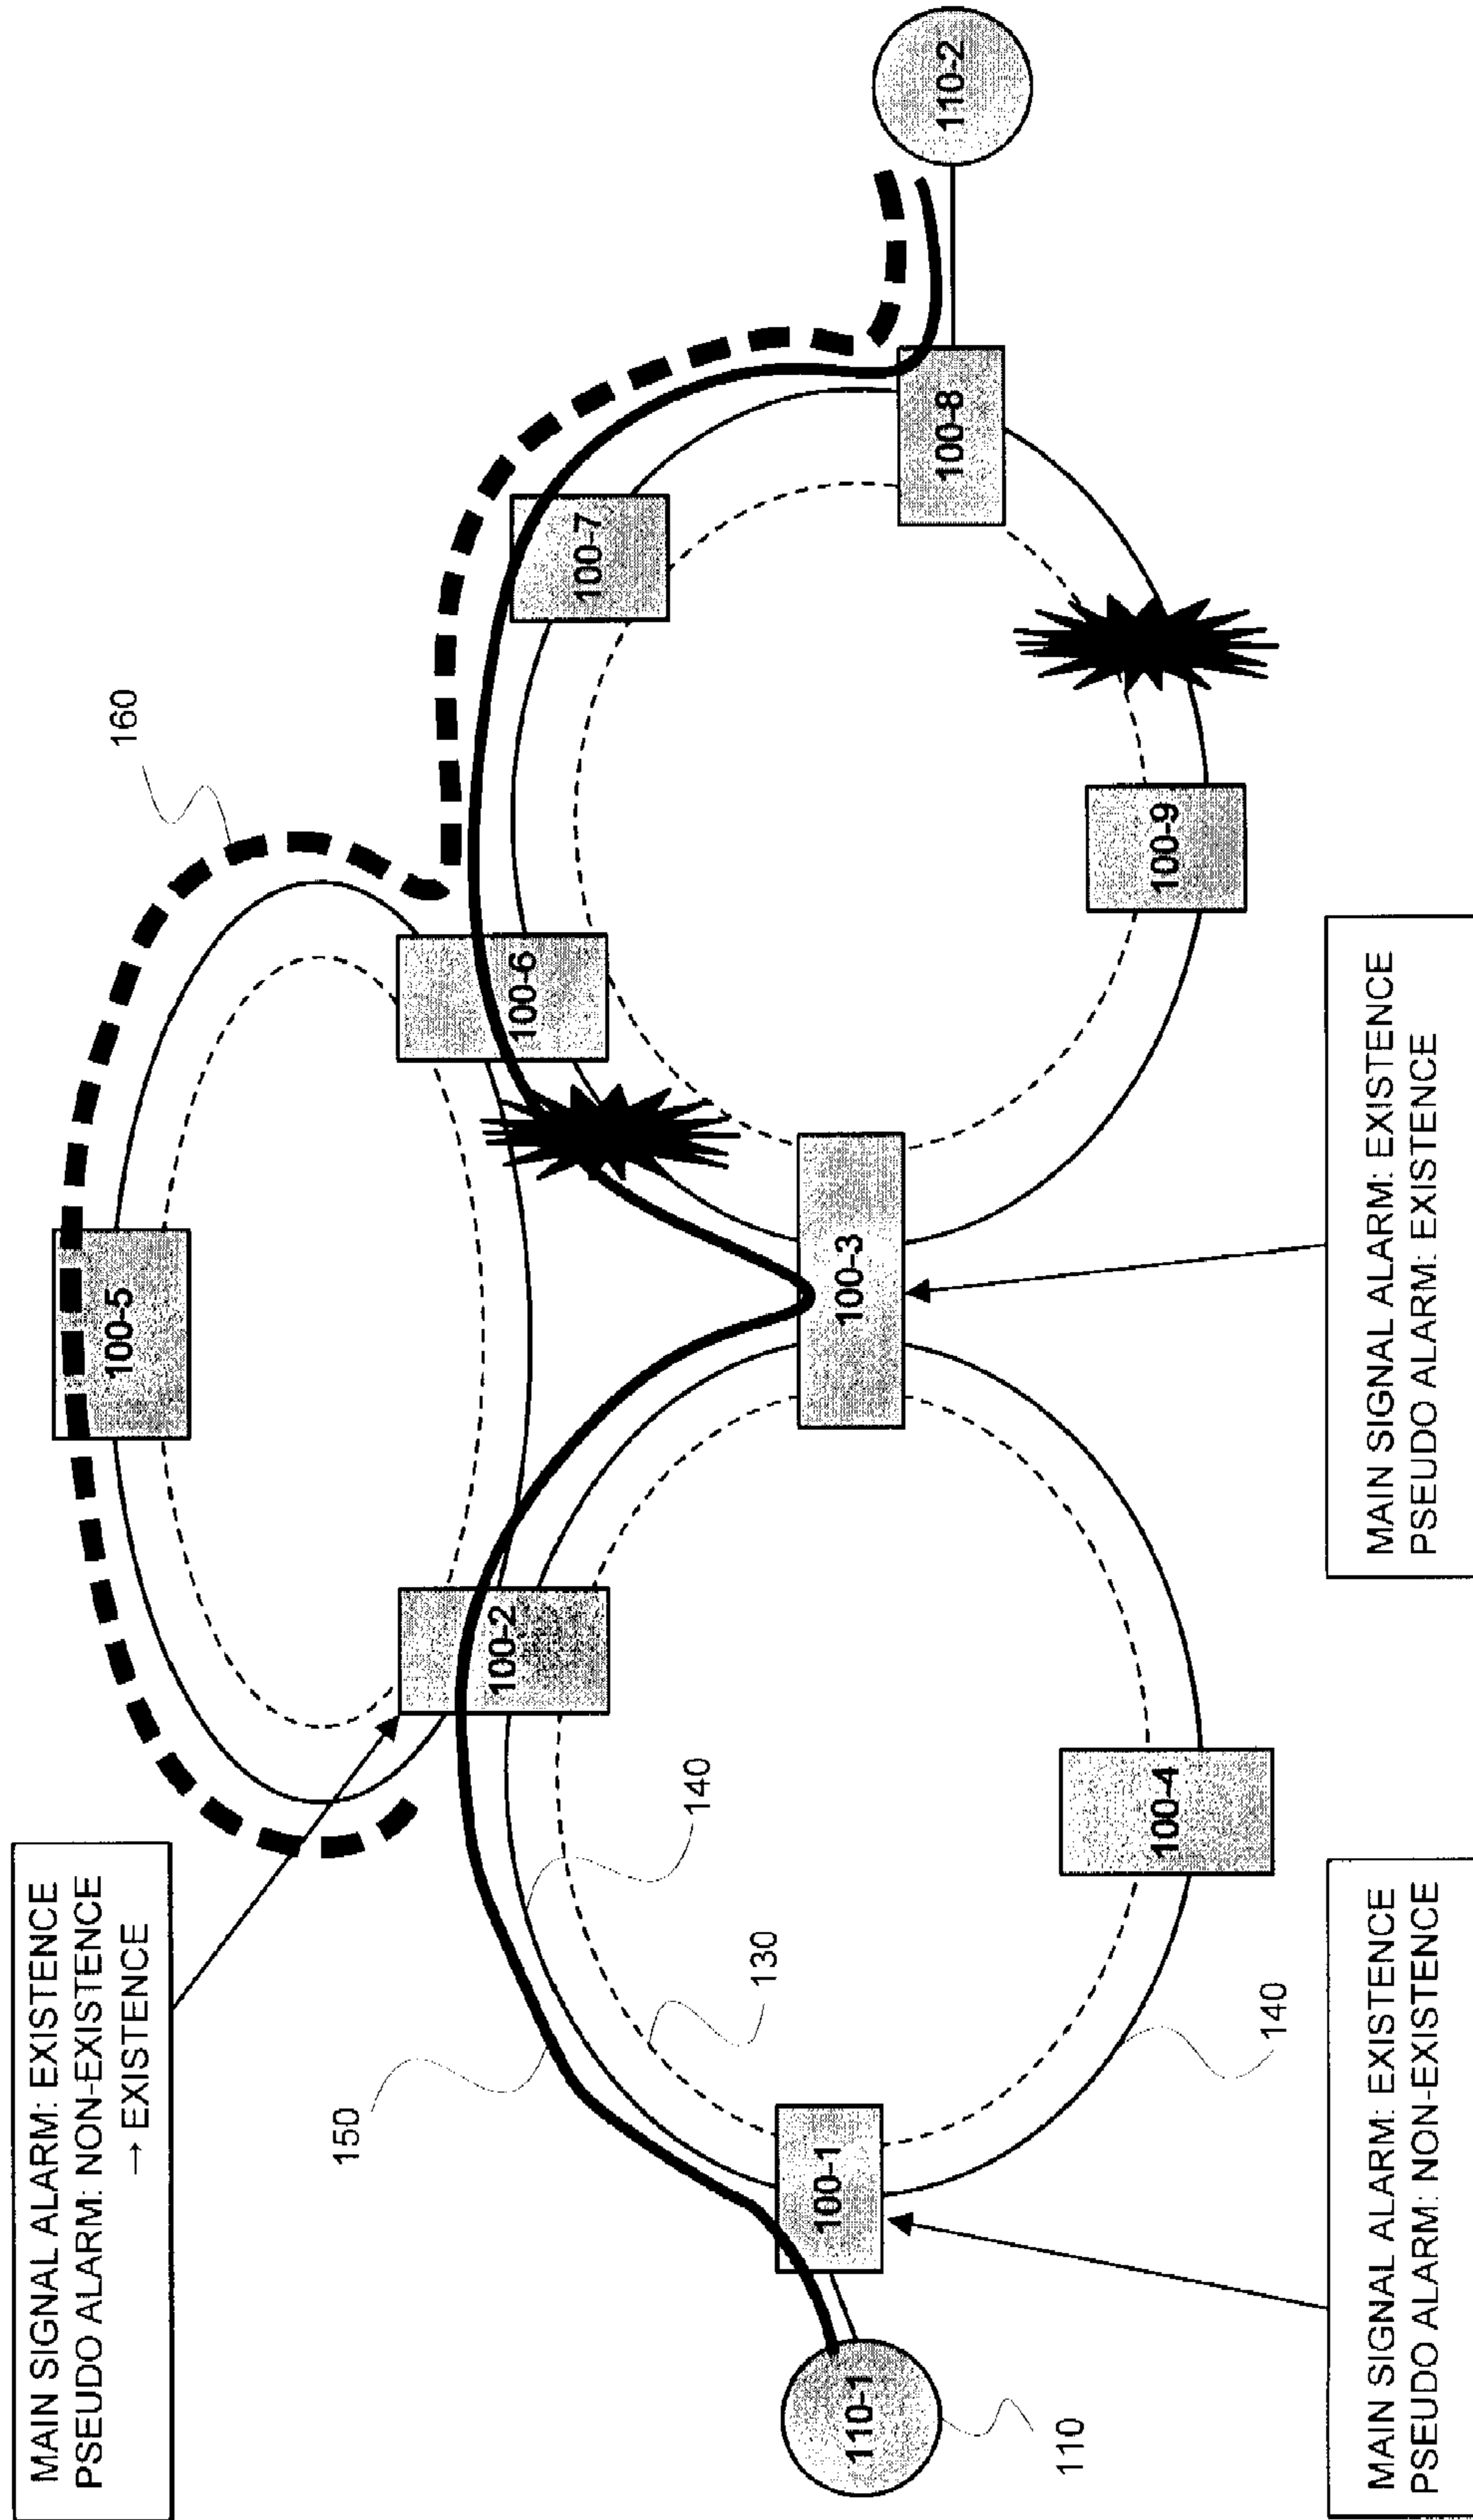 MAIN SIGNAL ALARM: EXISTENCE
PSEUDO ALARM: NON-EXISTENCE
→ EXISTENCE
160
100-5
150
140
130
100-2
100-6
100-7
110-1
110
100-1
100-3
100-8
110-2
140
100-4
100-9
MAIN SIGNAL ALARM: EXISTENCE
PSEUDO ALARM: NON-EXISTENCE
MAIN SIGNAL ALARM: EXISTENCE
PSEUDO ALARM: EXISTENCE